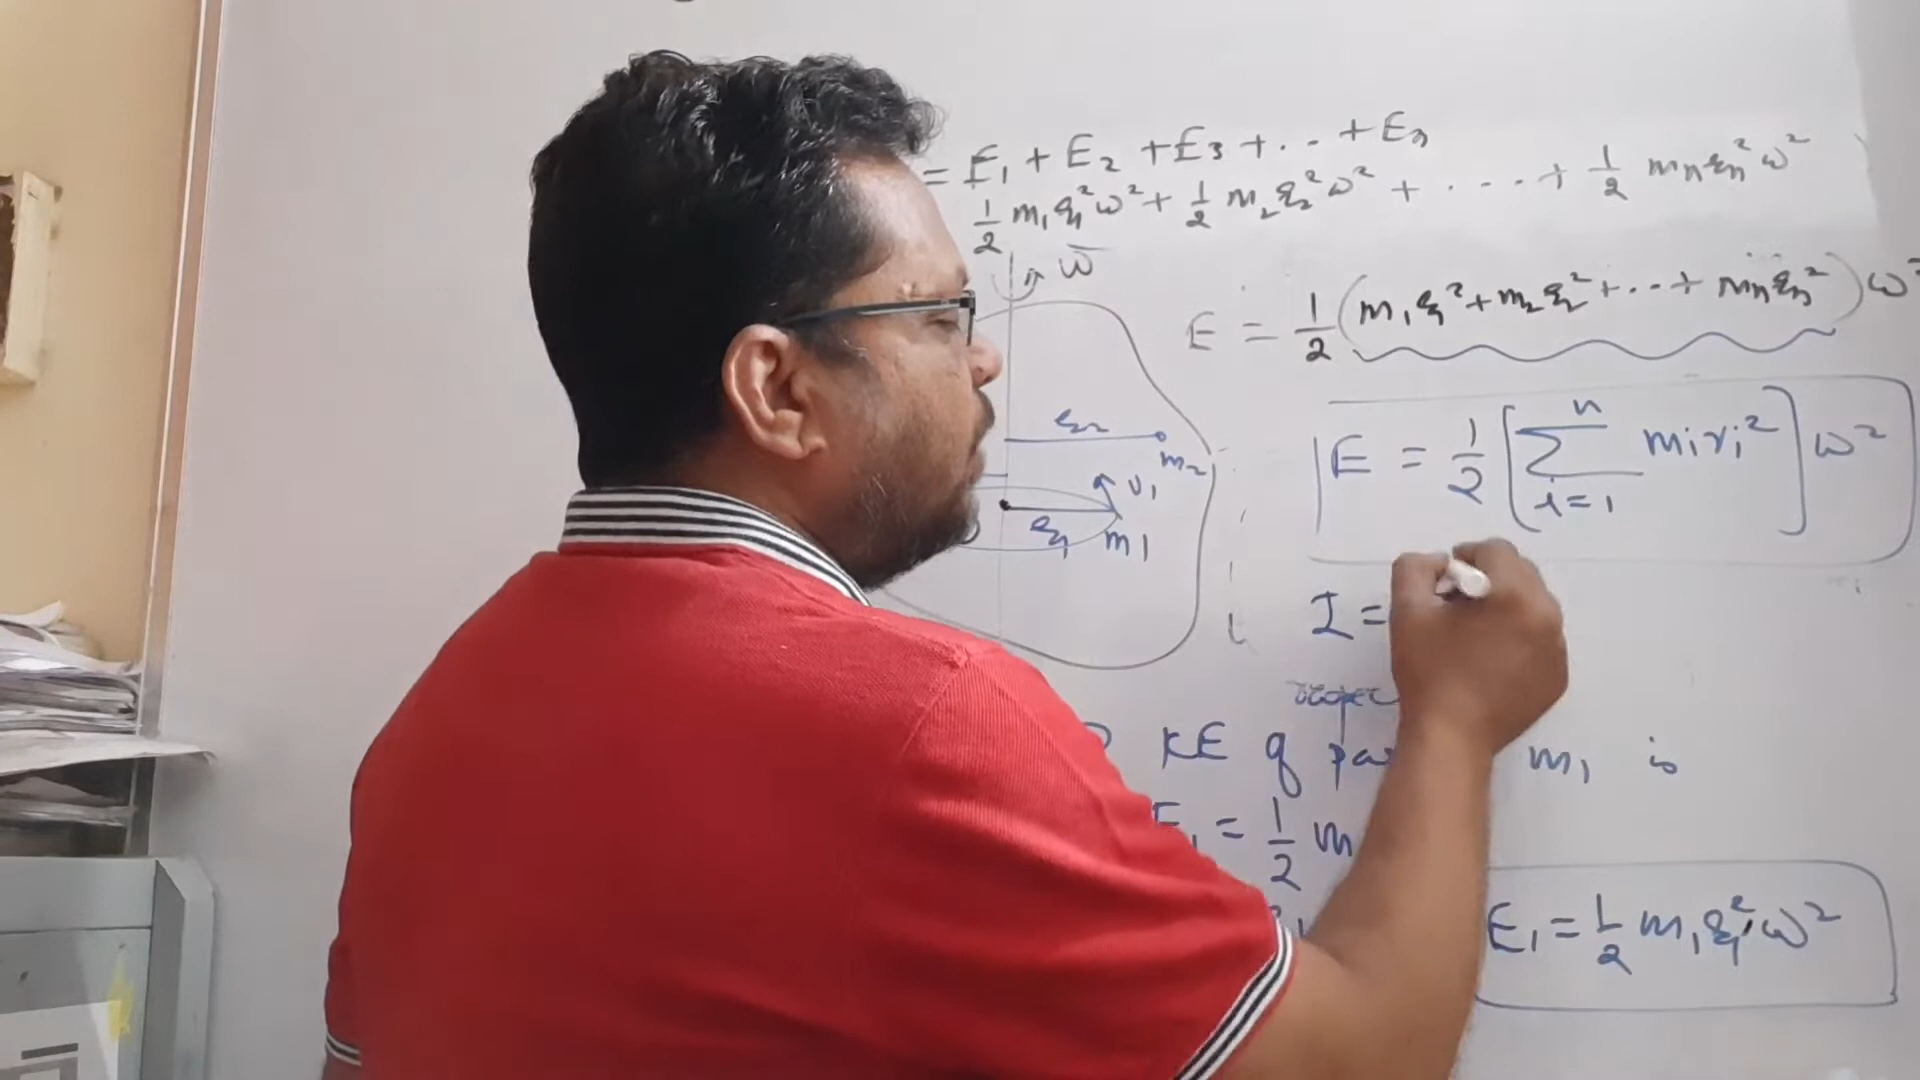 = E₁ + E₂ + E₃ + ... + Eₙ
1/2 m₁r₁²ω² + 1/2 m₂r₂²ω² + .... + 1/2 mₙrₙ²ω²
ω
E = 1/2 (m₁r₁² + m₂r₂² + ... + mₙrₙ²) ω²
r₂
m₂
E = 1/2 [Σ n i=1 mᵢrᵢ²] ω²
v₁
r₁ m₁
I =
KE of m₁ is
= 1/2 m
E₁ = 1/2 m₁r₁²ω²